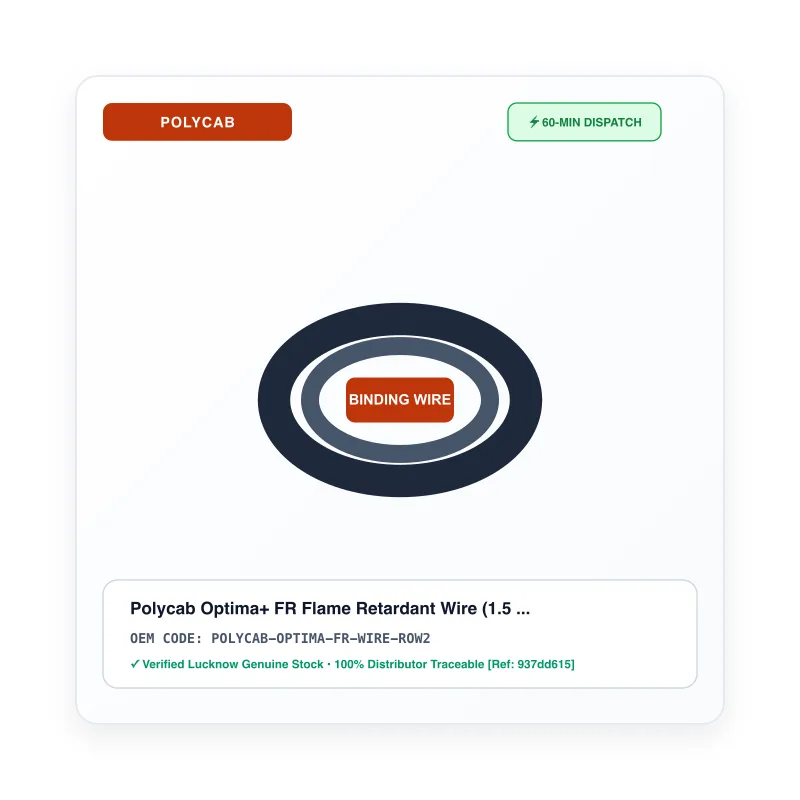 POLYCAB
⚡ 60-MIN DISPATCH
BINDING WIRE
Polycab Optima+ FR Flame Retardant Wire (1.5 ...
OEM CODE: POLYCAB-OPTIMA-FR-WIRE-ROW2
✓ Verified Lucknow Genuine Stock · 100% Distributor Traceable [Ref: 937dd615]